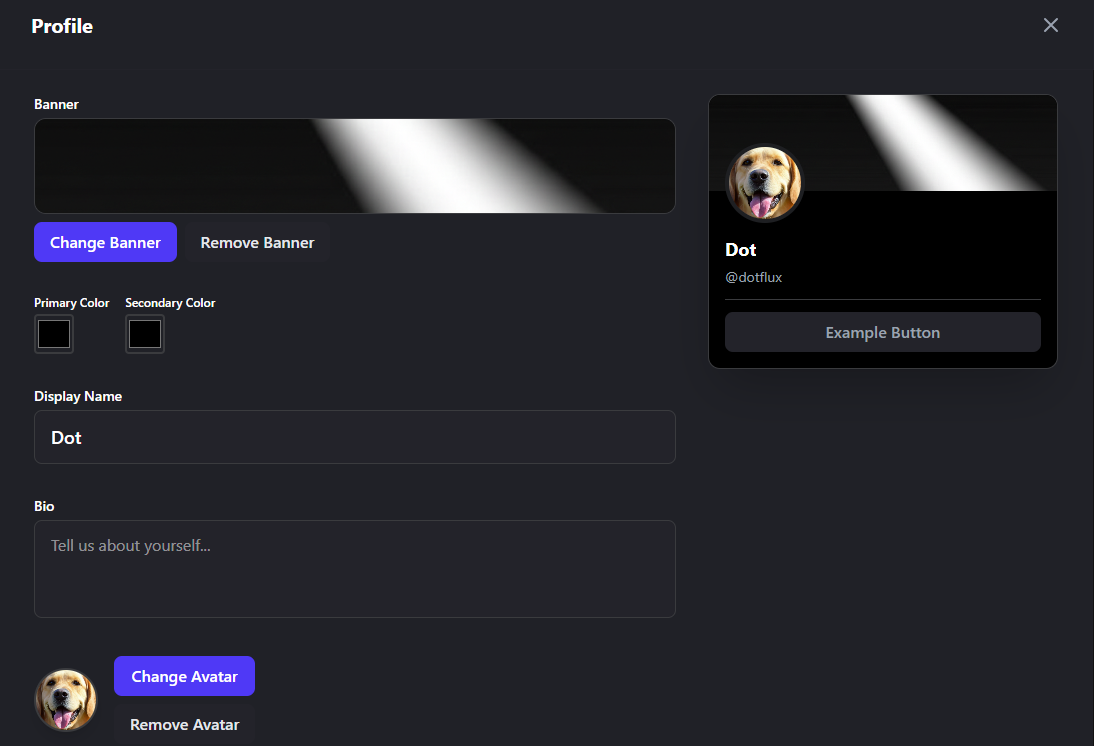 Profile
Banner
Change Banner
Remove Banner
Primary Color
Secondary Color
Display Name
Dot
Bio
Tell us about yourself...
Change Avatar
Remove Avatar
Dot
@dotflux
Example Button